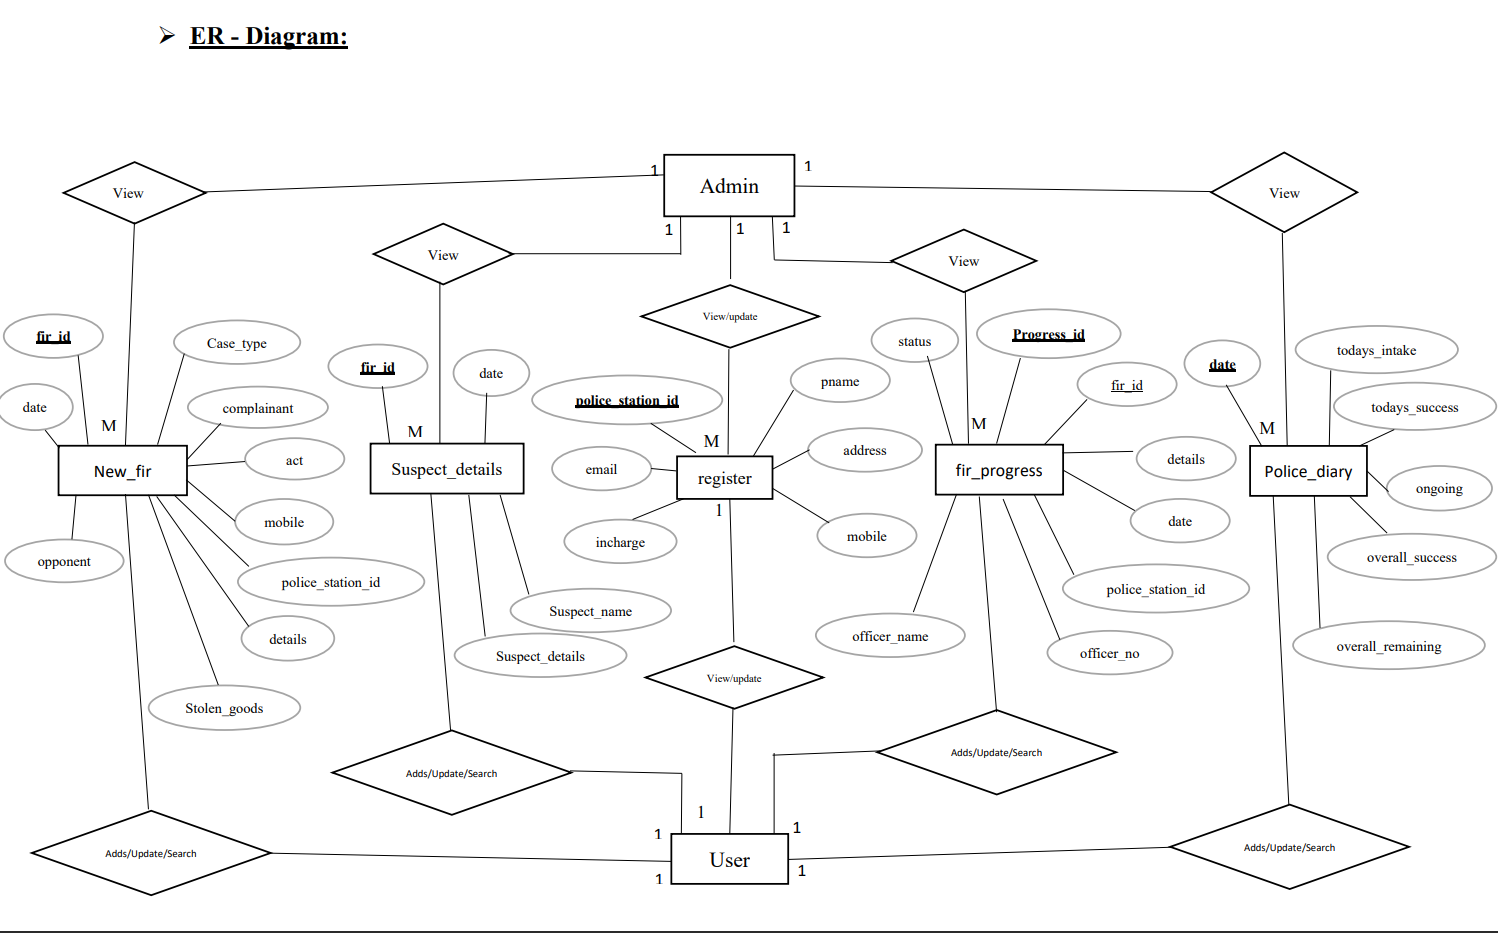 ➢ ER - Diagram:
1
Admin
1
View
View
1
1
1
View
View
View/update
fir_id
Case_type
fir_id
date
police_station_id
pname
status
Progress_id
fir_id
date
todays_intake
date
complainant
todays_success
M
M
M
M
M
New_fir
act
Suspect_details
email
register
address
fir_progress
details
Police_diary
ongoing
mobile
1
incharge
mobile
date
opponent
overall_success
police_station_id
police_station_id
Suspect_name
details
officer_name
officer_no
overall_remaining
Suspect_details
View/update
Stolen_goods
Adds/Update/Search
Adds/Update/Search
1
1
1
Adds/Update/Search
User
Adds/Update/Search
1
1